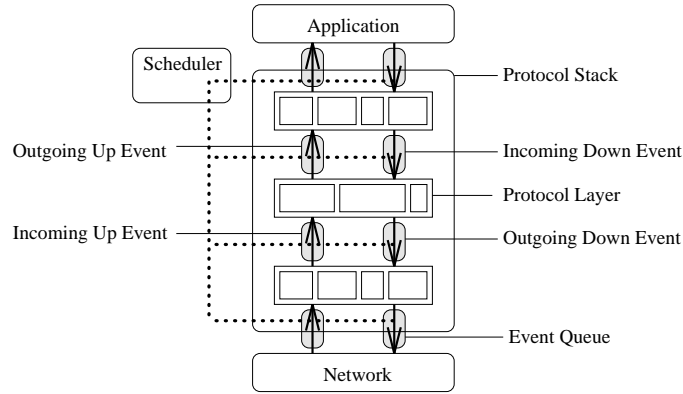 Application
Scheduler
Protocol Stack
Outgoing Up Event
Incoming Down Event
Protocol Layer
Incoming Up Event
Outgoing Down Event
Event Queue
Network